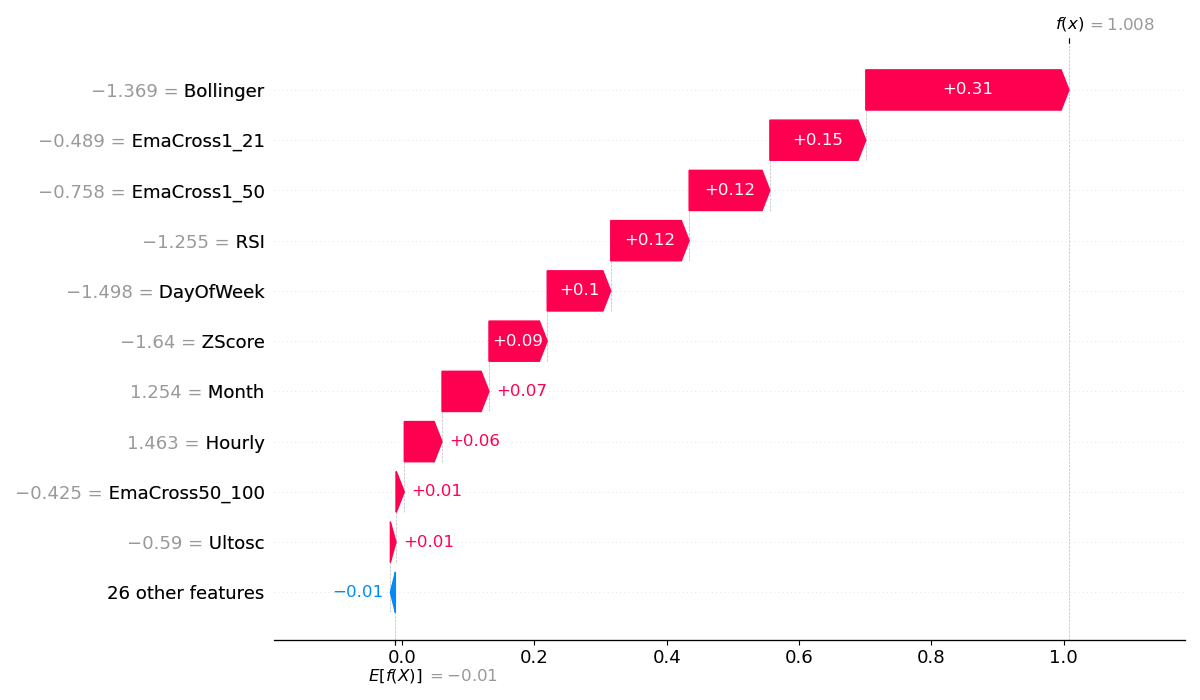 f(x) = 1.008
−1.369 = Bollinger +0.31
−0.489 = EmaCross1_21 +0.15
−0.758 = EmaCross1_50 +0.12
−1.255 = RSI +0.12
−1.498 = DayOfWeek +0.1
−1.64 = ZScore +0.09
1.254 = Month +0.07
1.463 = Hourly +0.06
−0.425 = EmaCross50_100 +0.01
−0.59 = Ultosc +0.01
26 other features −0.01
0.0 0.2 0.4 0.6 0.8 1.0
E[f(X)] = −0.01